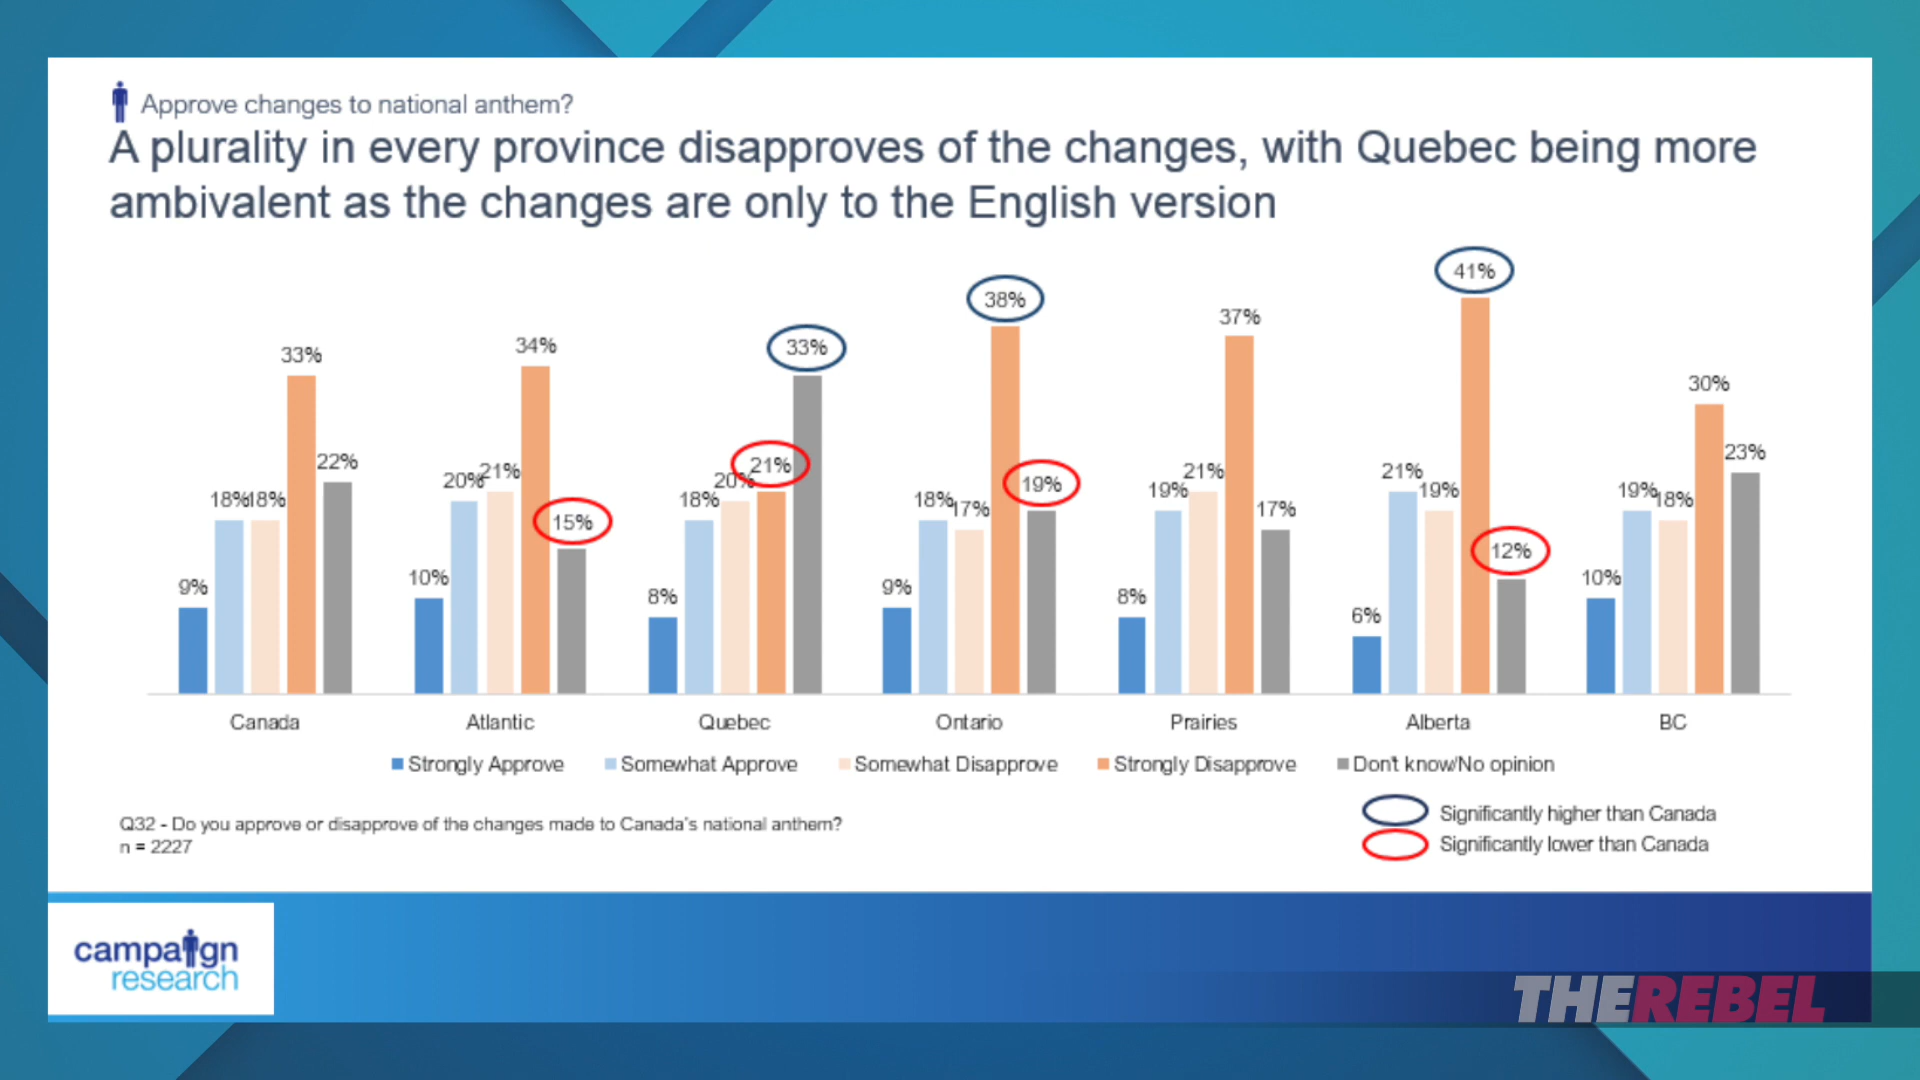 Approve changes to national anthem?
A plurality in every province disapproves of the changes, with Quebec being more
ambivalent as the changes are only to the English version
9% 18% 18% 33% 22%
10% 20% 21% 34% 15%
8% 18% 20% 21% 33%
9% 18% 17% 38% 19%
8% 19% 21% 37% 17%
6% 21% 19% 41% 12%
10% 19% 18% 30% 23%
Canada Atlantic Quebec Ontario Prairies Alberta BC
Strongly Approve Somewhat Approve Somewhat Disapprove Strongly Disapprove Don't know/No opinion
Q32 - Do you approve or disapprove of the changes made to Canada's national anthem?
n = 2227
Significantly higher than Canada
Significantly lower than Canada
campaign
research
THE REBEL